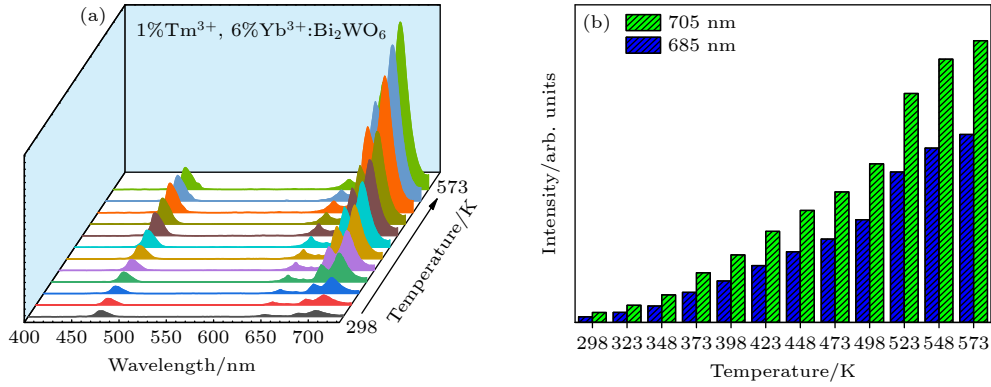 (a)
1%Tm³⁺, 6%Yb³⁺:Bi₂WO₆
573
Temperature/K
298
400 450 500 550 600 650 700
Wavelength/nm
(b)
705 nm
685 nm
Intensity/arb. units
298 323 348 373 398 423 448 473 498 523 548 573
Temperature/K